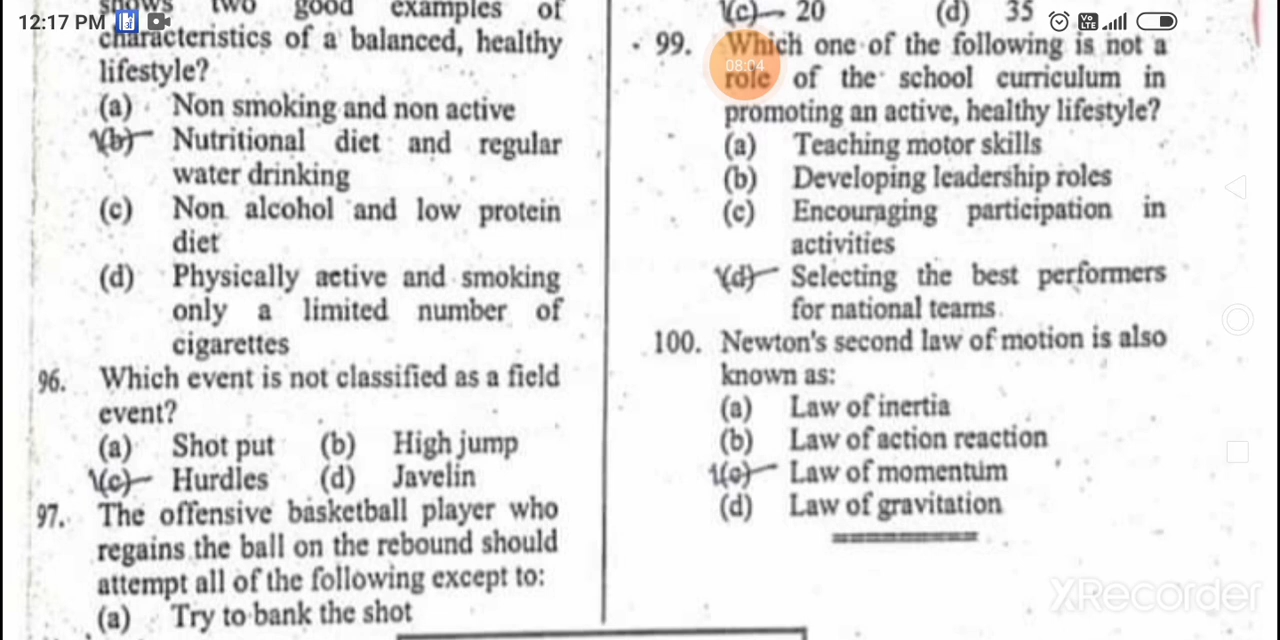 12:17 PM
shows two good examples of
characteristics of a balanced, healthy
lifestyle?
(a) Non smoking and non active
(b) Nutritional diet and regular
water drinking
(c) Non alcohol and low protein
diet
(d) Physically active and smoking
only a limited number of
cigarettes
96. Which event is not classified as a field
event?
(a) Shot put (b) High jump
(c) Hurdles (d) Javelin
97. The offensive basketball player who
regains the ball on the rebound should
attempt all of the following except to:
(a) Try to bank the shot
(c) 20 (d) 35
99. Which one of the following is not a
08:04
role of the school curriculum in
promoting an active, healthy lifestyle?
(a) Teaching motor skills
(b) Developing leadership roles
(c) Encouraging participation in
activities
(d) Selecting the best performers
for national teams.
100. Newton's second law of motion is also
known as:
(a) Law of inertia
(b) Law of action reaction
(c) Law of momentum
(d) Law of gravitation
XRecorder